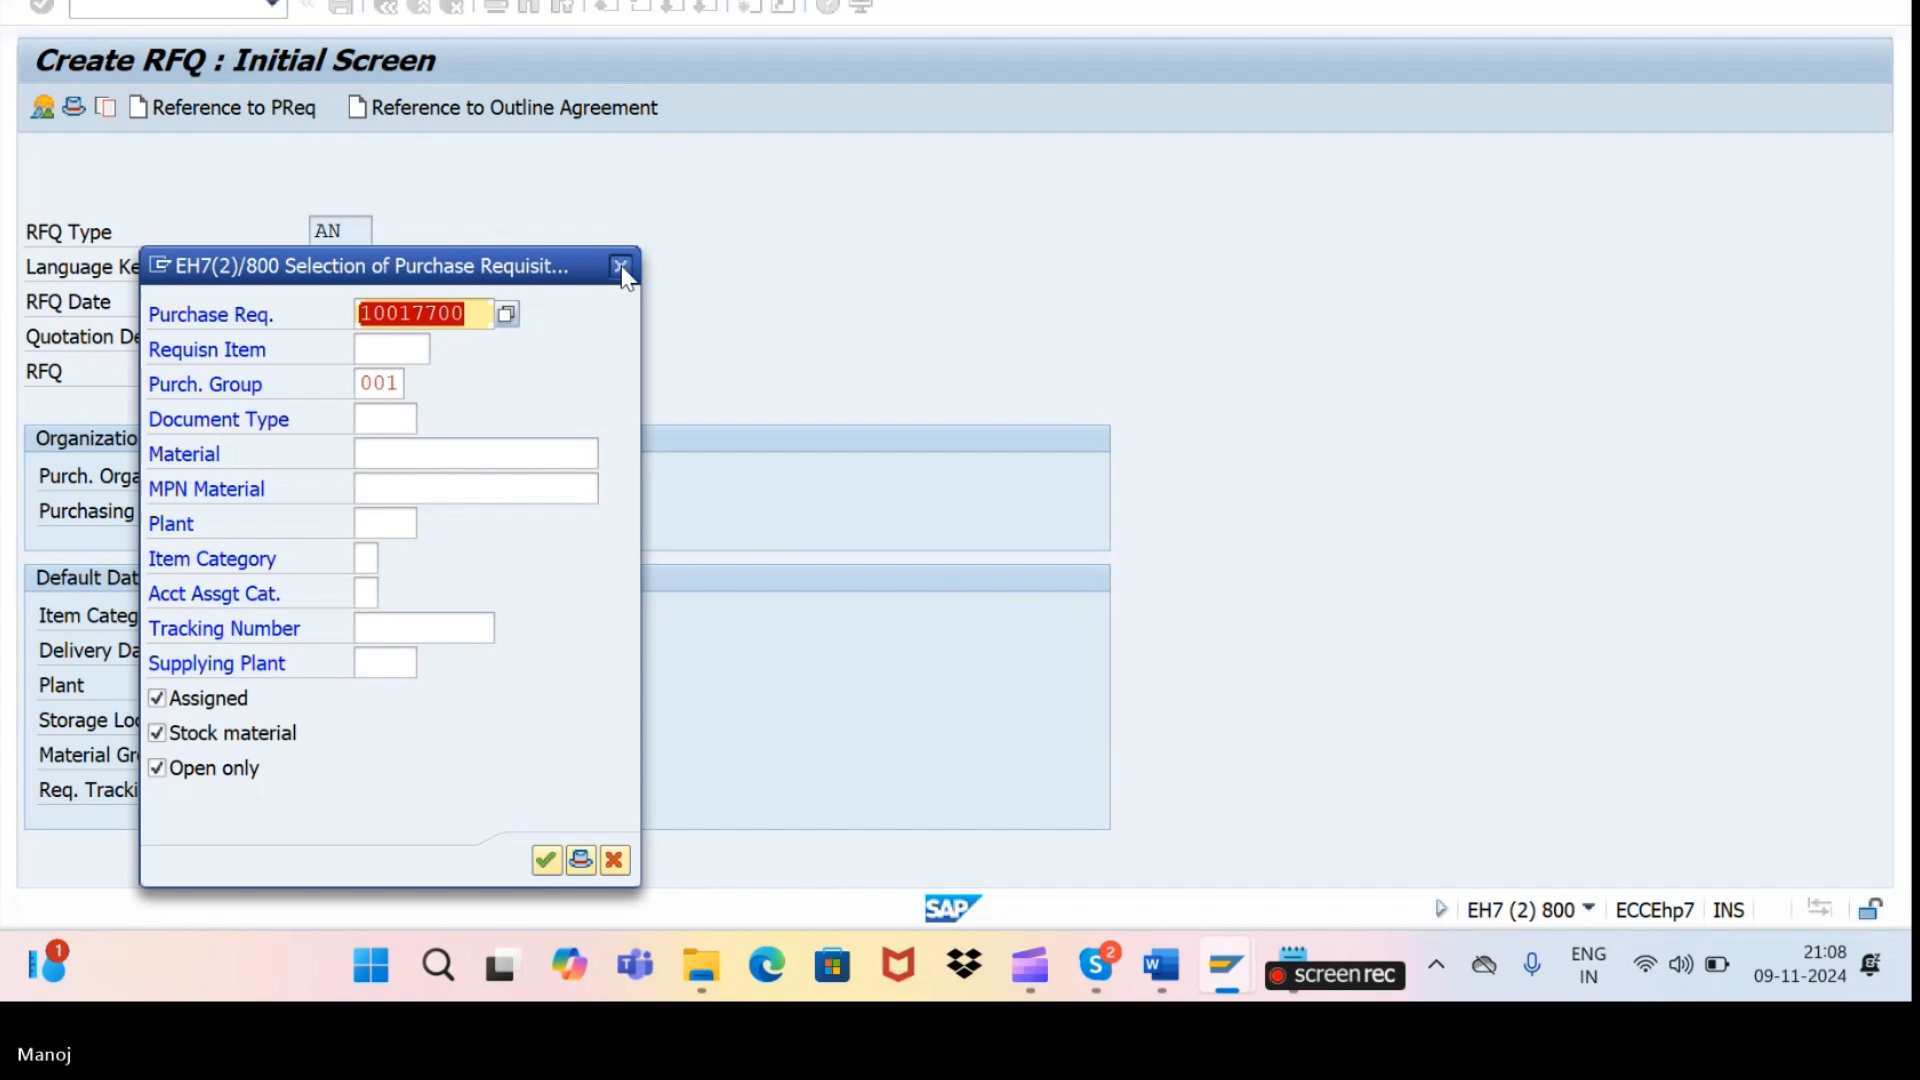 Create RFQ : Initial Screen
Reference to PReq Reference to Outline Agreement
RFQ Type AN
Language Ke
RFQ Date
Quotation De
RFQ
Organizatio
Purch. Orga
Purchasing
Default Dat
Item Categ
Delivery Da
Plant
Storage Loc
Material Gr
Req. Tracki
EH7(2)/800 Selection of Purchase Requisit...
Purchase Req. 10017700
Requisn Item
Purch. Group 001
Document Type
Material
MPN Material
Plant
Item Category
Acct Assgt Cat.
Tracking Number
Supplying Plant
Assigned
Stock material
Open only
SAP
EH7 (2) 800 ECCEhp7 INS
1
2
W
screenrec
ENG
IN
21:08
09-11-2024
Manoj